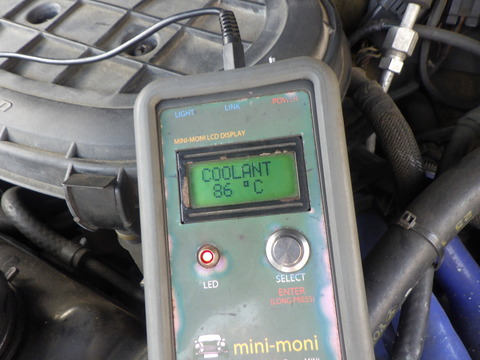 LIGHT LINK POWER
MINI-MONI LCD DISPLAY
COOLANT
86 °C
LED
SELECT
ENTER
(LONG PRESS)
mini-moni